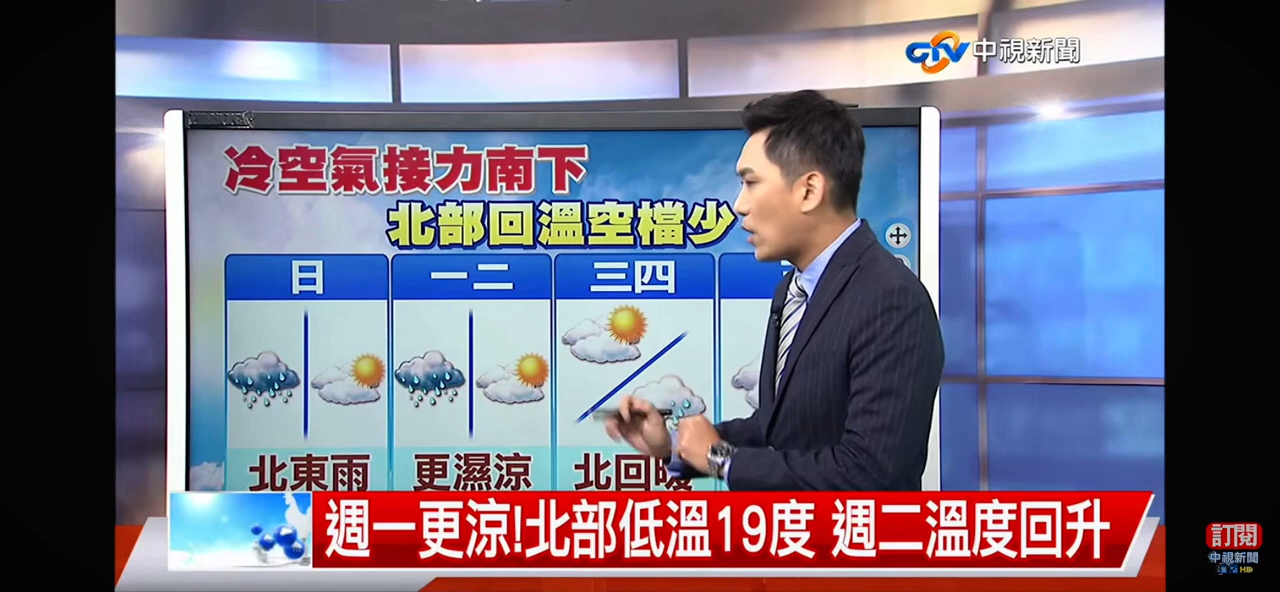 CTV 中視新聞
冷空氣接力南下
北部回溫空檔少
日
一二
三四
北東雨
更濕涼
北回暖
週一更涼!北部低溫19度 週二溫度回升
訂閱
中視新聞
HD